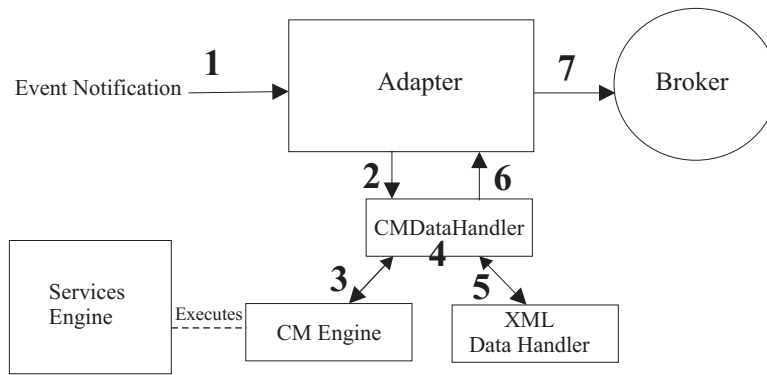 1
Event Notification
Adapter
7
Broker
2
6
CMDataHandler
4
3
5
Services
Engine
Executes
CM Engine
XML
Data Handler